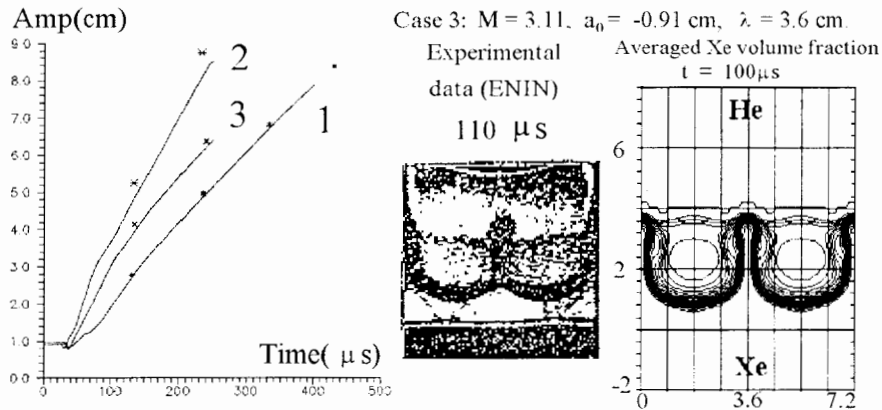 Amp(cm)
9.0
8.0
7.0
6.0
5.0
4.0
3.0
2.0
1.0
0.0
0
100
200
300
400
500
Time( μ s)
2
3
1
Case 3: M = 3.11, a₀ = -0.91 cm, λ = 3.6 cm.
Experimental
data (ENIN)
110 μs
Averaged Xe volume fraction
t = 100μs
He
6
2
-2
Xe
0 3.6 7.2